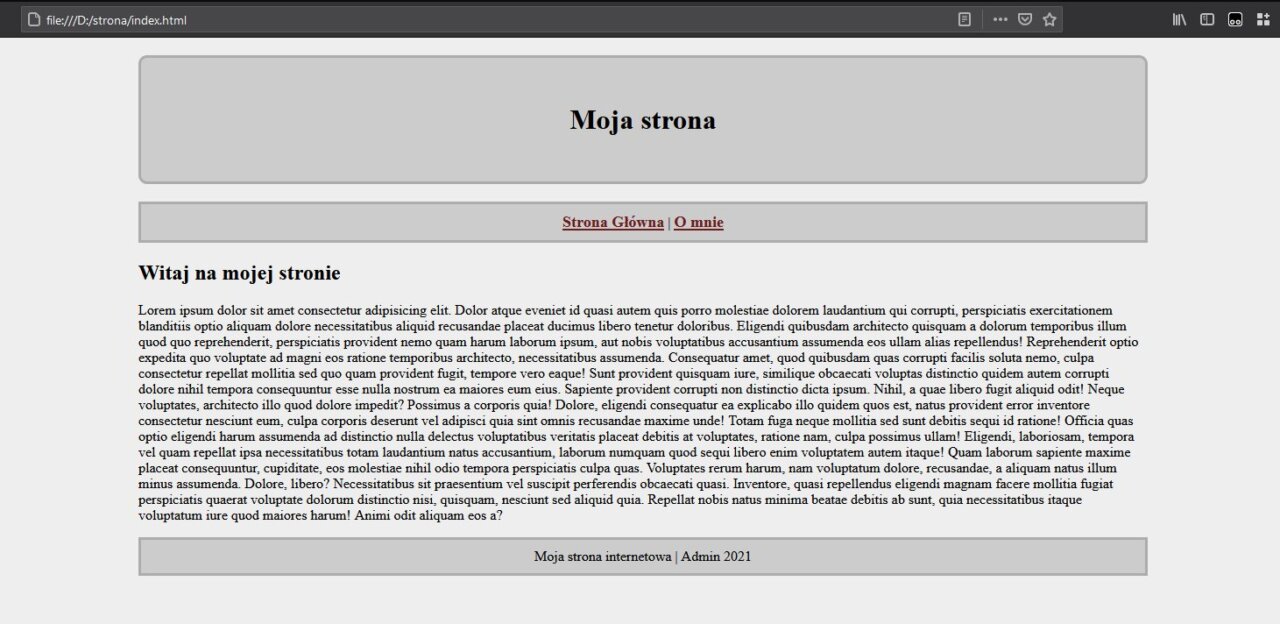 file:///D:/strona/index.html
Moja strona
Strona Główna | O mnie
Witaj na mojej stronie
Lorem ipsum dolor sit amet consectetur adipisicing elit. Dolor atque eveniet id quasi autem quis porro molestiae dolorem laudantium qui corrupti, perspiciatis exercitationem
blanditiis optio aliquam dolore necessitatibus aliquid recusandae placeat ducimus libero tenetur doloribus. Eligendi quibusdam architecto quisquam a dolorum temporibus illum
quod quo reprehenderit, perspiciatis provident nemo quam harum laborum ipsum, aut nobis voluptatibus accusantium assumenda eos ullam alias repellendus! Reprehenderit optio
expedita quo voluptate ad magni eos ratione temporibus architecto, necessitatibus assumenda. Consequatur amet, quod quibusdam quas corrupti facilis soluta nemo, culpa
consectetur repellat mollitia sed quo quam provident fugit, tempore vero eaque! Sunt provident quisquam iure, similique obcaecati voluptas distinctio quidem autem corrupti
dolore nihil tempora consequuntur esse nulla nostrum ea maiores eum eius. Sapiente provident corrupti non distinctio dicta ipsum. Nihil, a quae libero fugit aliquid odit! Neque
voluptates, architecto illo quod dolore impedit? Possimus a corporis quia! Dolore, eligendi consequatur ea explicabo illo quidem quos est, natus provident error inventore
consectetur nesciunt eum, culpa corporis deserunt vel adipisci quia sint omnis recusandae maxime unde! Totam fuga neque mollitia sed sunt debitis sequi id ratione! Officia quas
optio eligendi harum assumenda ad distinctio nulla delectus voluptatibus veritatis placeat debitis at voluptates, ratione nam, culpa possimus ullam! Eligendi, laboriosam, tempora
vel quam repellat ipsa necessitatibus totam laudantium natus accusantium, laborum numquam quod sequi libero enim voluptatem autem itaque! Quam laborum sapiente maxime
placeat consequuntur, cupiditate, eos molestiae nihil odio tempora perspiciatis culpa quas. Voluptates rerum harum, nam voluptatum dolore, recusandae, a aliquam natus illum
minus assumenda. Dolore, libero? Necessitatibus sit praesentium vel suscipit perferendis obcaecati quasi. Inventore, quasi repellendus eligendi magnam facere mollitia fugiat
perspiciatis quaerat voluptate dolorum distinctio nisi, quisquam, nesciunt sed aliquid quia. Repellat nobis natus minima beatae debitis ab sunt, quia necessitatibus itaque
voluptatum iure quod maiores harum! Animi odit aliquam eos a?
Moja strona internetowa | Admin 2021